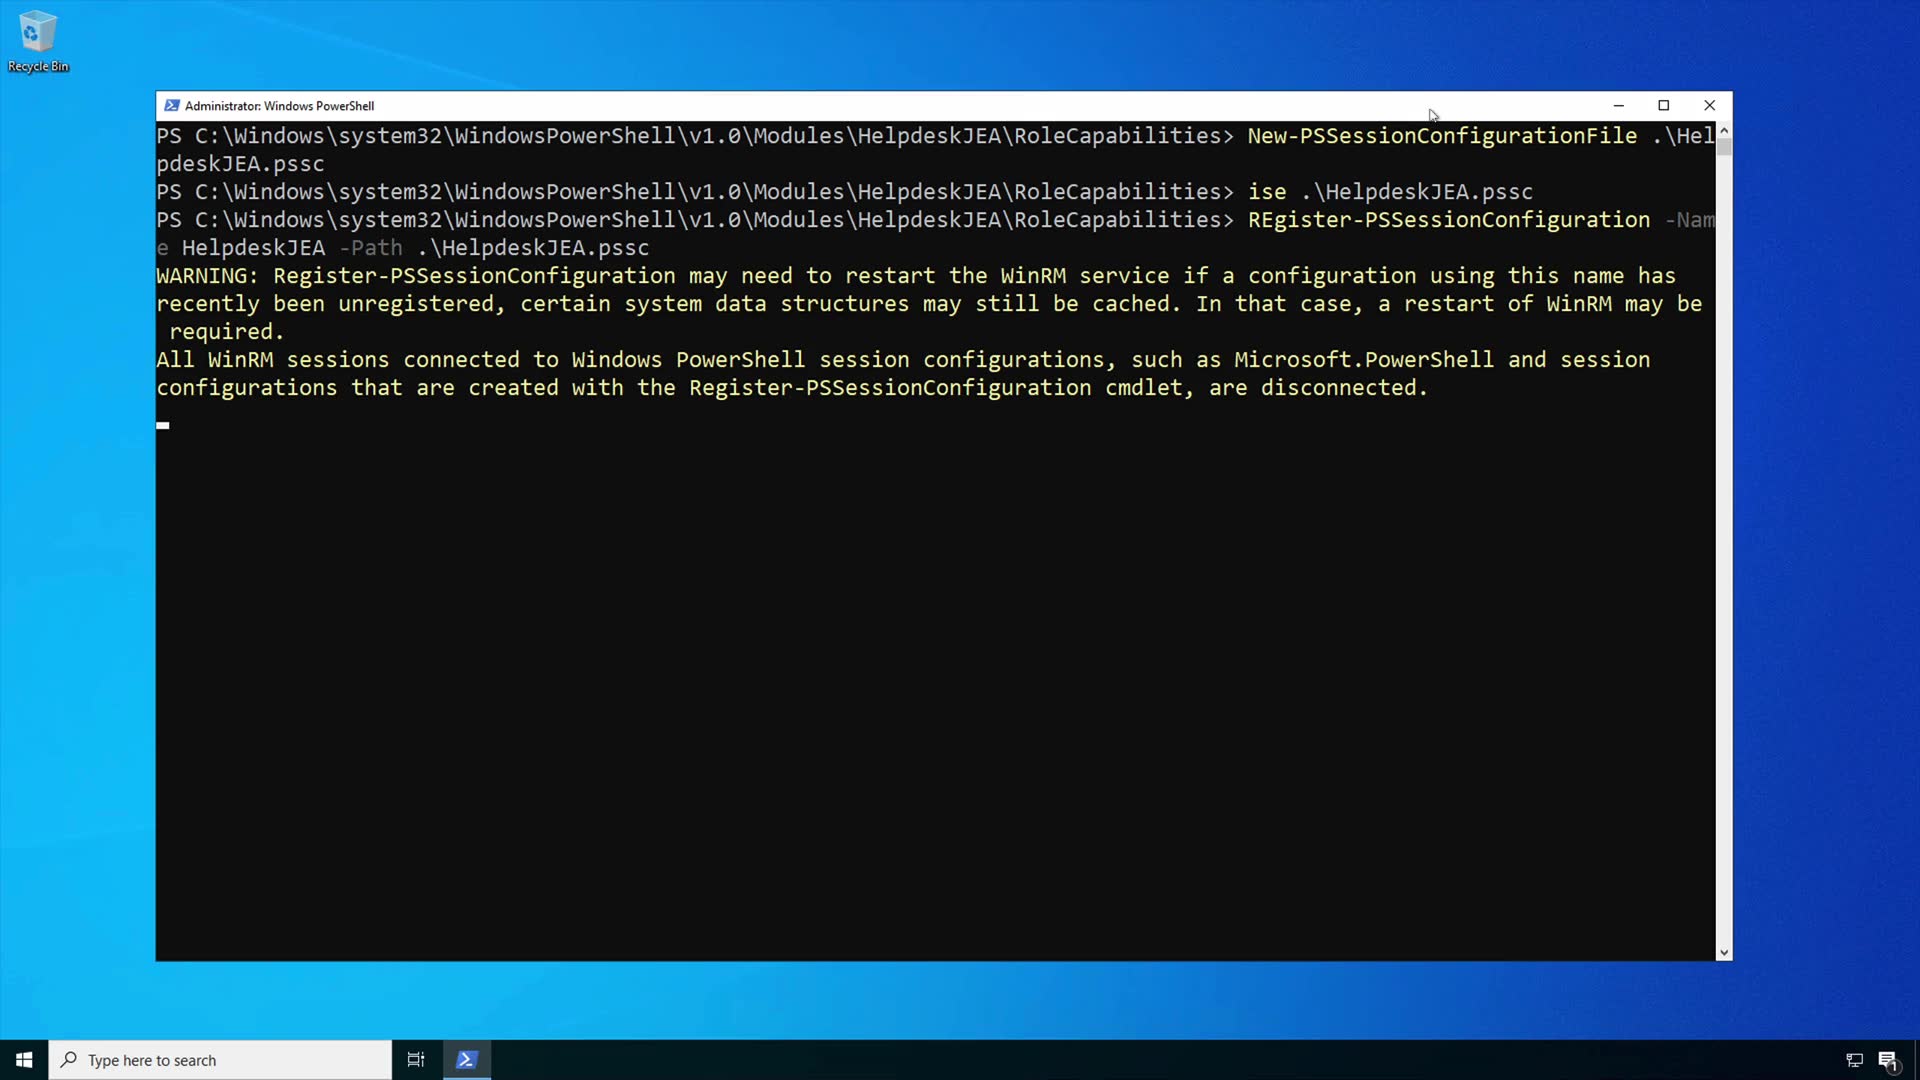 Recycle Bin
Administrator: Windows PowerShell
PS C:\Windows\system32\WindowsPowerShell\v1.0\Modules\HelpdeskJEA\RoleCapabilities> New-PSSessionConfigurationFile .\Hel
pdeskJEA.pssc
PS C:\Windows\system32\WindowsPowerShell\v1.0\Modules\HelpdeskJEA\RoleCapabilities> ise .\HelpdeskJEA.pssc
PS C:\Windows\system32\WindowsPowerShell\v1.0\Modules\HelpdeskJEA\RoleCapabilities> REgister-PSSessionConfiguration -Nam
e HelpdeskJEA -Path .\HelpdeskJEA.pssc
WARNING: Register-PSSessionConfiguration may need to restart the WinRM service if a configuration using this name has
recently been unregistered, certain system data structures may still be cached. In that case, a restart of WinRM may be
 required.
All WinRM sessions connected to Windows PowerShell session configurations, such as Microsoft.PowerShell and session
configurations that are created with the Register-PSSessionConfiguration cmdlet, are disconnected.
Type here to search
1